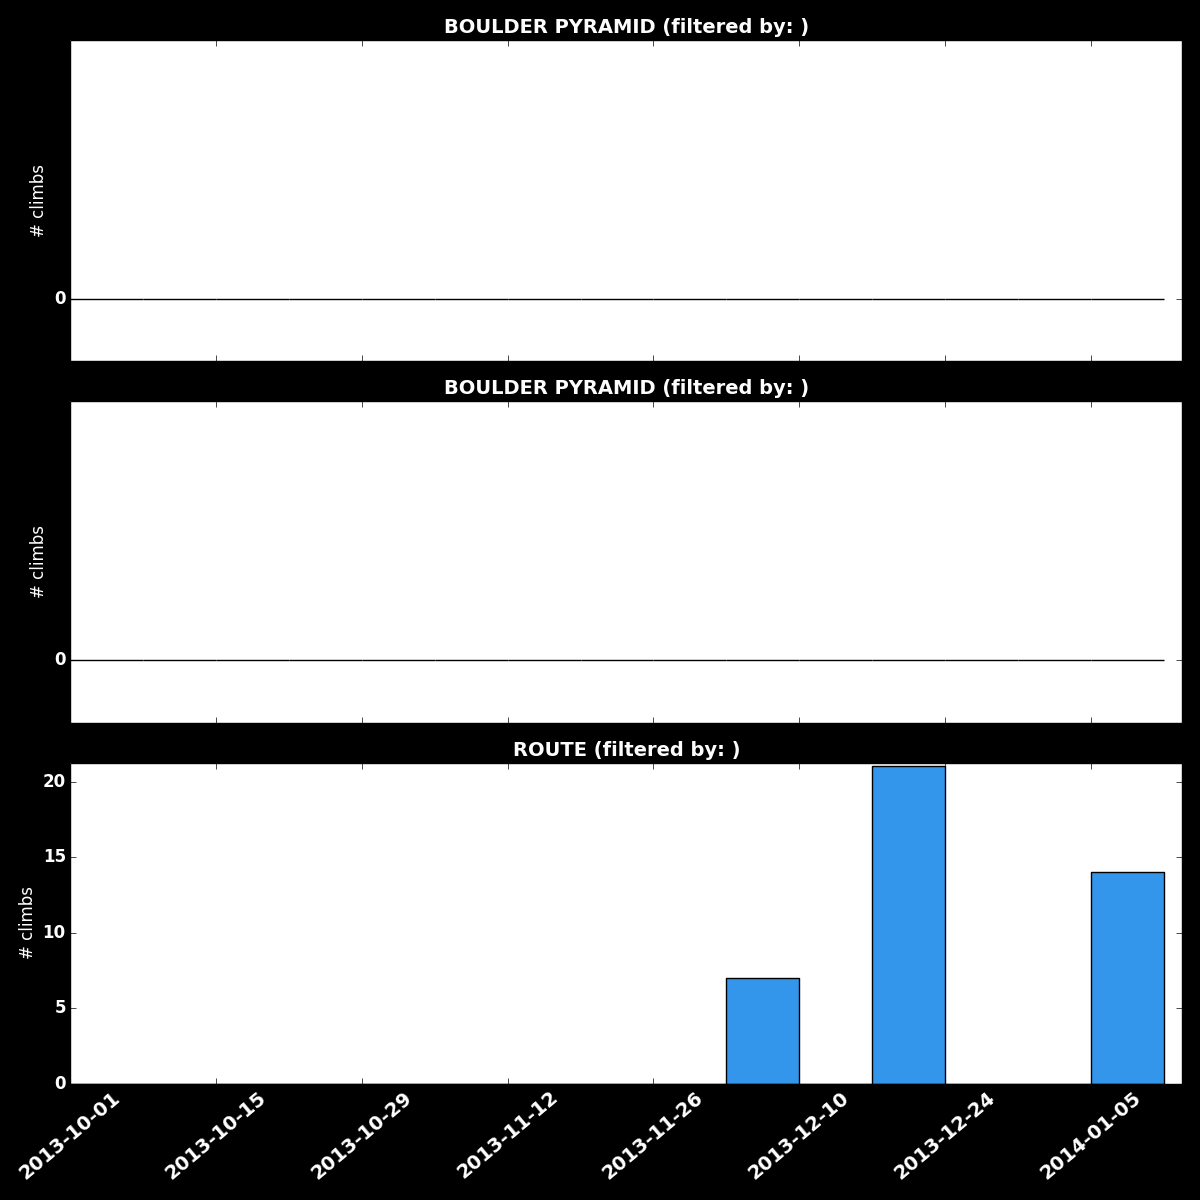 BOULDER PYRAMID (filtered by: )
# climbs
0
BOULDER PYRAMID (filtered by: )
# climbs
0
ROUTE (filtered by: )
# climbs
20
15
10
5
0
2013-10-01
2013-10-15
2013-10-29
2013-11-12
2013-11-26
2013-12-10
2013-12-24
2014-01-05